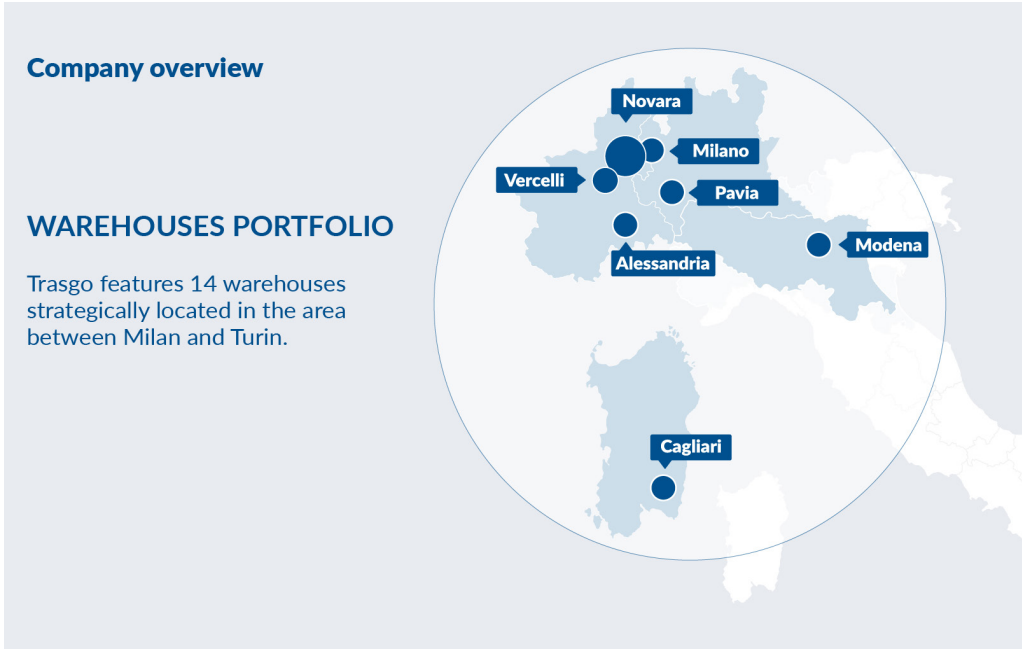 Company overview
WAREHOUSES PORTFOLIO
Trasgo features 14 warehouses
strategically located in the area
between Milan and Turin.
Novara
Milano
Vercelli
Pavia
Modena
Alessandria
Cagliari